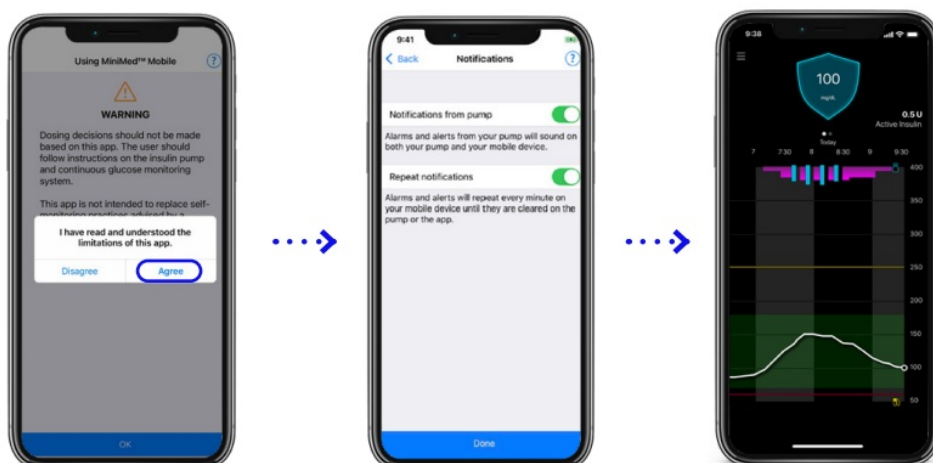 Using MiniMed™ Mobile
?
WARNING
Dosing decisions should not be made
based on this app. The user should
follow instructions on the insulin pump
and continuous glucose monitoring
system.
This app is not intended to replace self-
monitoring practices advised by a
I have read and understood the
limitations of this app.
Disagree Agree
OK
9:41
Back Notifications ?
Notifications from pump
Alarms and alerts from your pump will sound on
both your pump and your mobile device.
Repeat notifications
Alarms and alerts will repeat every minute on
your mobile device until they are cleared on the
pump or the app.
Done
9:38
100
mg/dL
0.5 U
Active Insulin
Today
7 7:30 8 8:30 9 9:30
400
350
300
250
200
150
100
50